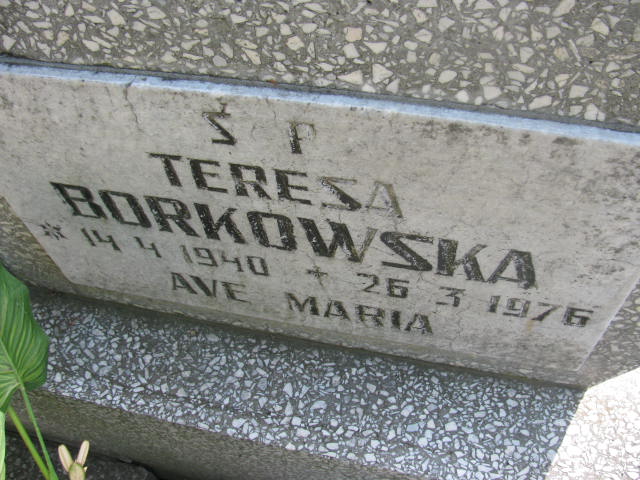 Ś P
TERESA
BORKOWSKA
* 14 4 1940 + 26 3 1976
AVE MARIA